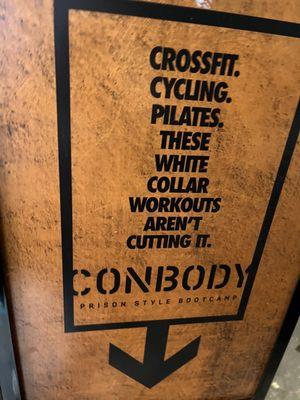 CROSSFIT.
CYCLING.
PILATES.
THESE
WHITE
COLLAR
WORKOUTS
AREN'T
CUTTING IT.
CONBODY
PRISON STYLE BOOTCAMP